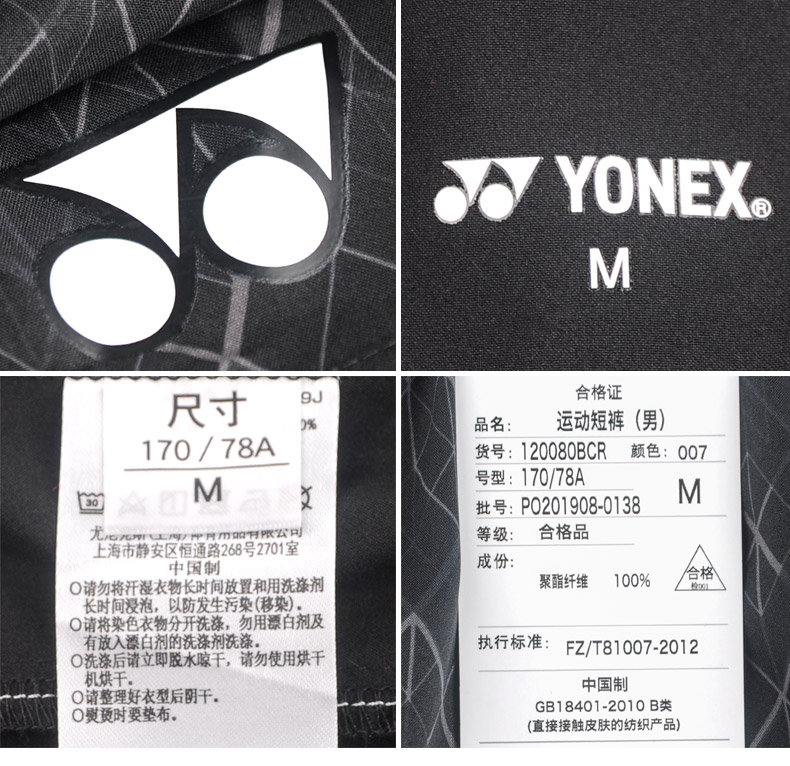 YONEX®
M
尺寸
170 / 78A
M
9J
0%
30
上海市静安区恒通路268号2701室
中国制
○请勿将汗湿衣物长时间放置和用洗涤剂
长时间浸泡，以防发生污染(移染)。
○请将染色衣物分开洗涤，勿用漂白剂及
有放入漂白剂的洗涤剂洗涤。
○洗涤后请立即脱水晾干，请勿使用烘干
机烘干。
○请整理好衣型后阴干。
○熨烫时要垫布。
合格证
品名： 运动短裤（男）
货号：120080BCR 颜色：007
号型：170/78A
M
批号：PO201908-0138
等级： 合格品
成份：
聚酯纤维 100%
合格
检001
执行标准： FZ/T81007-2012
中国制
GB18401-2010 B类
(直接接触皮肤的纺织产品)